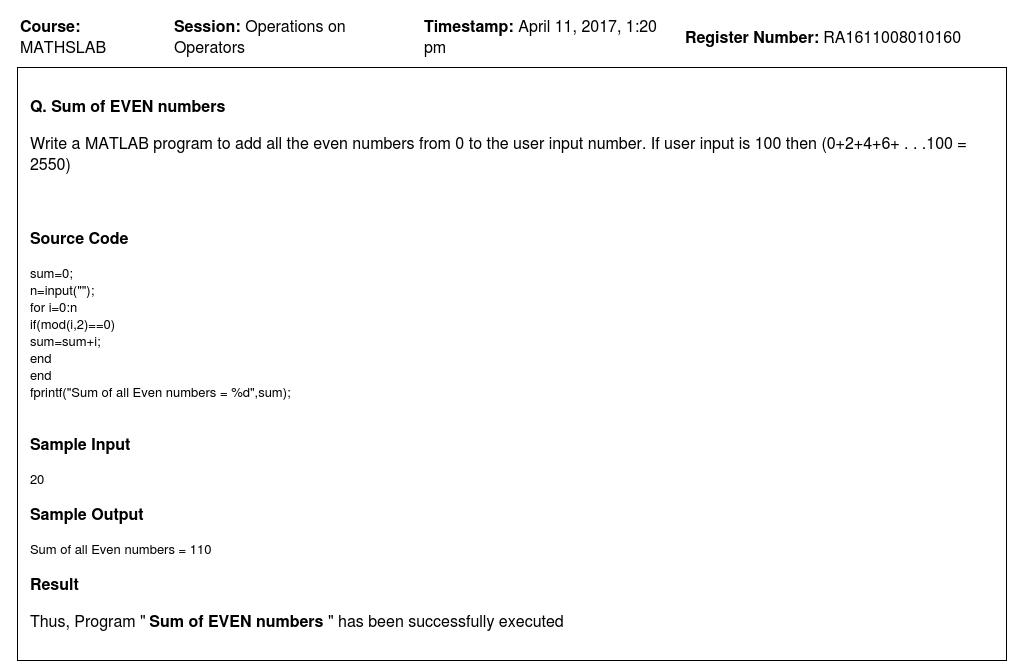 Course: MATHSLAB
Session: Operations on Operators
Timestamp: April 11, 2017, 1:20 pm
Register Number: RA1611008010160
Q. Sum of EVEN numbers
Write a MATLAB program to add all the even numbers from 0 to the user input number. If user input is 100 then (0+2+4+6+ . . .100 =
2550)
Source Code
sum=0;
n=input("");
for i=0:n
if(mod(i,2)==0)
sum=sum+i;
end
end
fprintf("Sum of all Even numbers = %d",sum);
Sample Input
20
Sample Output
Sum of all Even numbers = 110
Result
Thus, Program " Sum of EVEN numbers " has been successfully executed